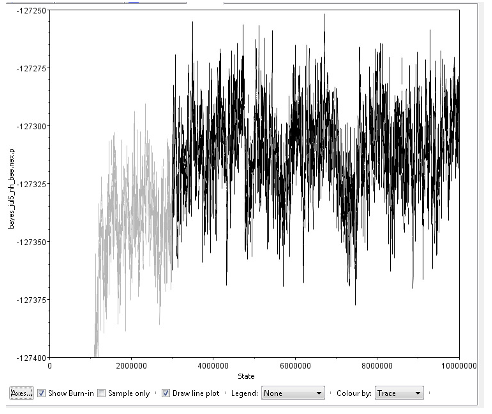 -127250
-127275
-127300
-127325
-127350
-127375
-127400
0
2000000
4000000
6000000
8000000
10000000
State
Axes...
Show Burn-in
Sample only
Draw line plot
Legend:
None
Colour by:
Trace